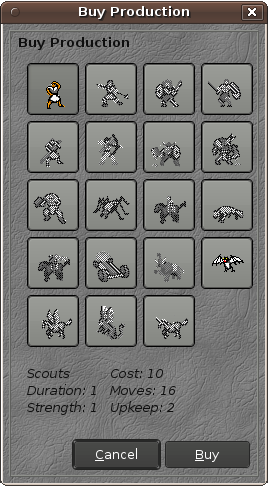 Buy Production
Buy Production
Scouts Cost: 10
Duration: 1 Moves: 16
Strength: 1 Upkeep: 2
Cancel Buy